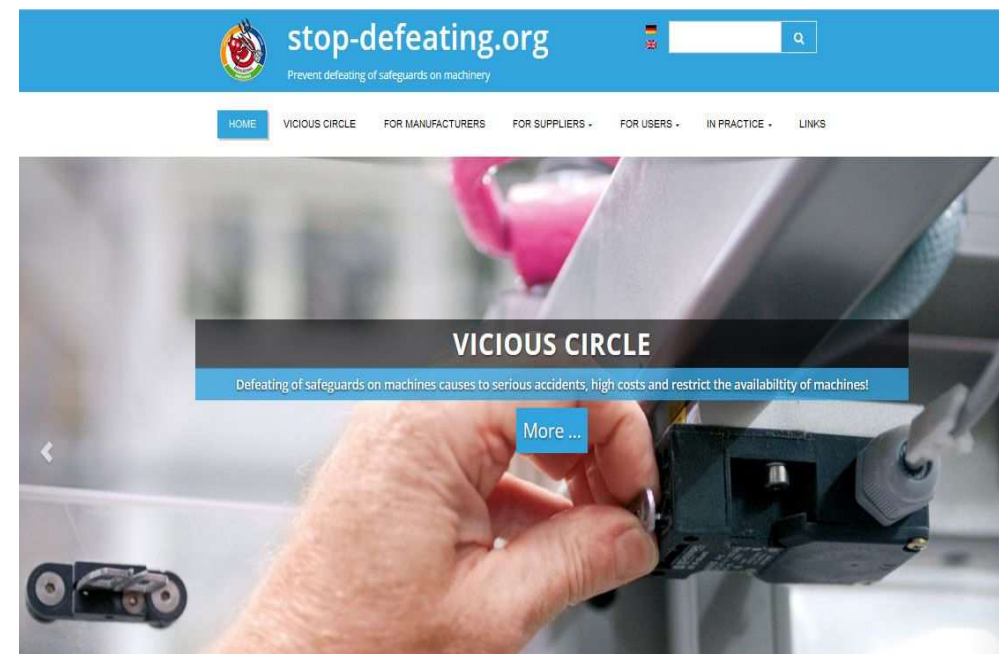 stop-defeating.org
Prevent defeating of safeguards on machinery
HOME VICIOUS CIRCLE FOR MANUFACTURERS FOR SUPPLIERS FOR USERS IN PRACTICE LINKS
VICIOUS CIRCLE
Defeating of safeguards on machines causes to serious accidents, high costs and restrict the availabiltity of machines!
More ...